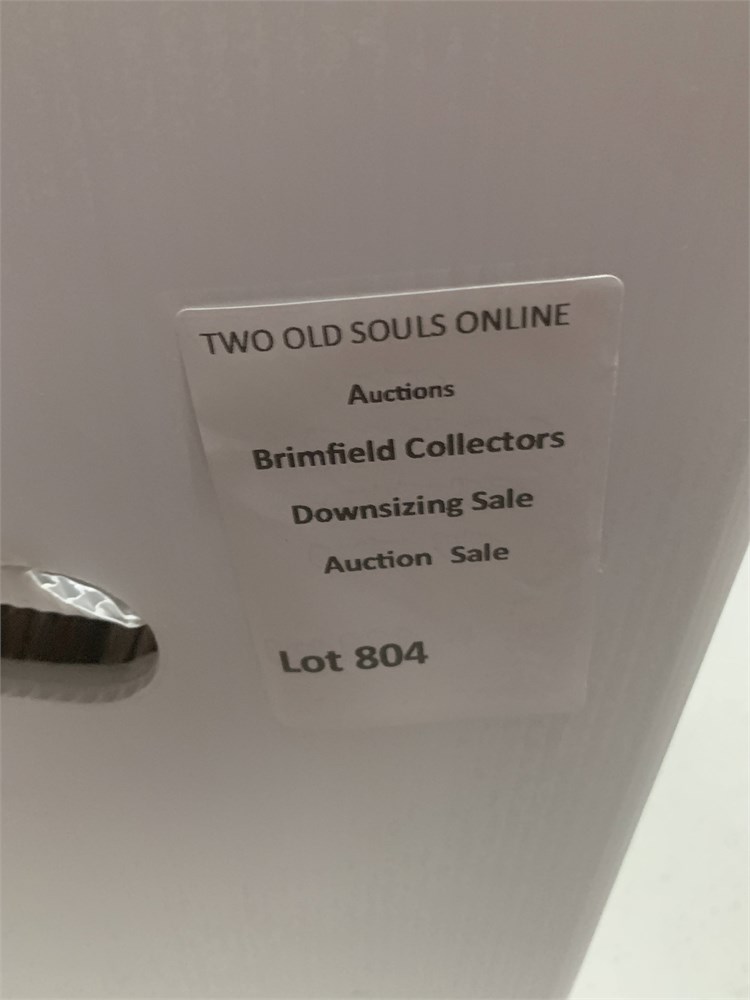 TWO OLD SOULS ONLINE
Auctions
Brimfield Collectors
Downsizing Sale
Auction Sale
Lot 804